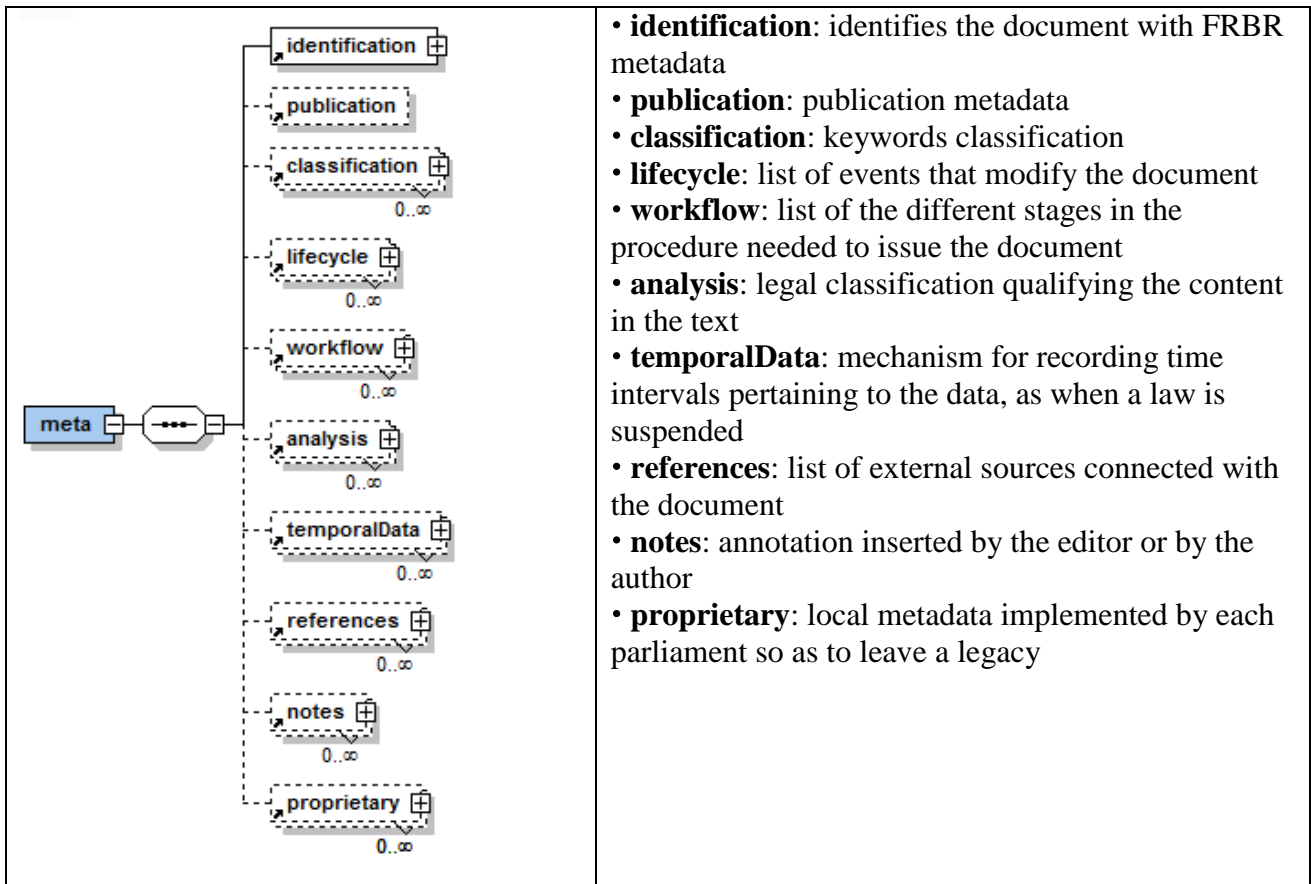 identification
publication
classification
0..∞
lifecycle
0..∞
workflow
0..∞
meta
analysis
0..∞
temporalData
0..∞
references
0..∞
notes
0..∞
proprietary
0..∞
• identification: identifies the document with FRBR
metadata
• publication: publication metadata
• classification: keywords classification
• lifecycle: list of events that modify the document
• workflow: list of the different stages in the
procedure needed to issue the document
• analysis: legal classification qualifying the content
in the text
• temporalData: mechanism for recording time
intervals pertaining to the data, as when a law is
suspended
• references: list of external sources connected with
the document
• notes: annotation inserted by the editor or by the
author
• proprietary: local metadata implemented by each
parliament so as to leave a legacy